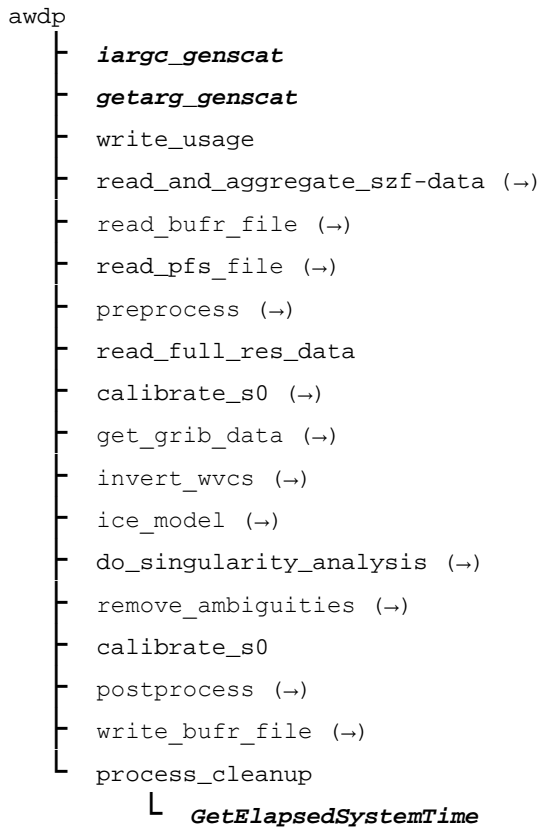 awdp
iargc_genscat
getarg_genscat
write_usage
read_and_aggregate_szf-data (→)
read_bufr_file (→)
read_pfs_file (→)
preprocess (→)
read_full_res_data
calibrate_s0 (→)
get_grib_data (→)
invert_wvcs (→)
ice_model (→)
do_singularity_analysis (→)
remove_ambiguities (→)
calibrate_s0
postprocess (→)
write_bufr_file (→)
process_cleanup
GetElapsedSystemTime